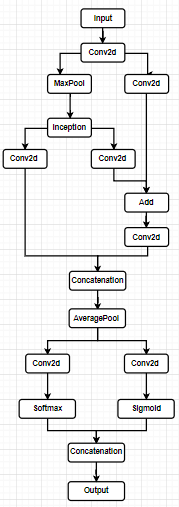 Input
Conv2d
MaxPool
Conv2d
Inception
Conv2d
Conv2d
Add
Conv2d
Concatenation
AveragePool
Conv2d
Conv2d
Softmax
Sigmoid
Concatenation
Output